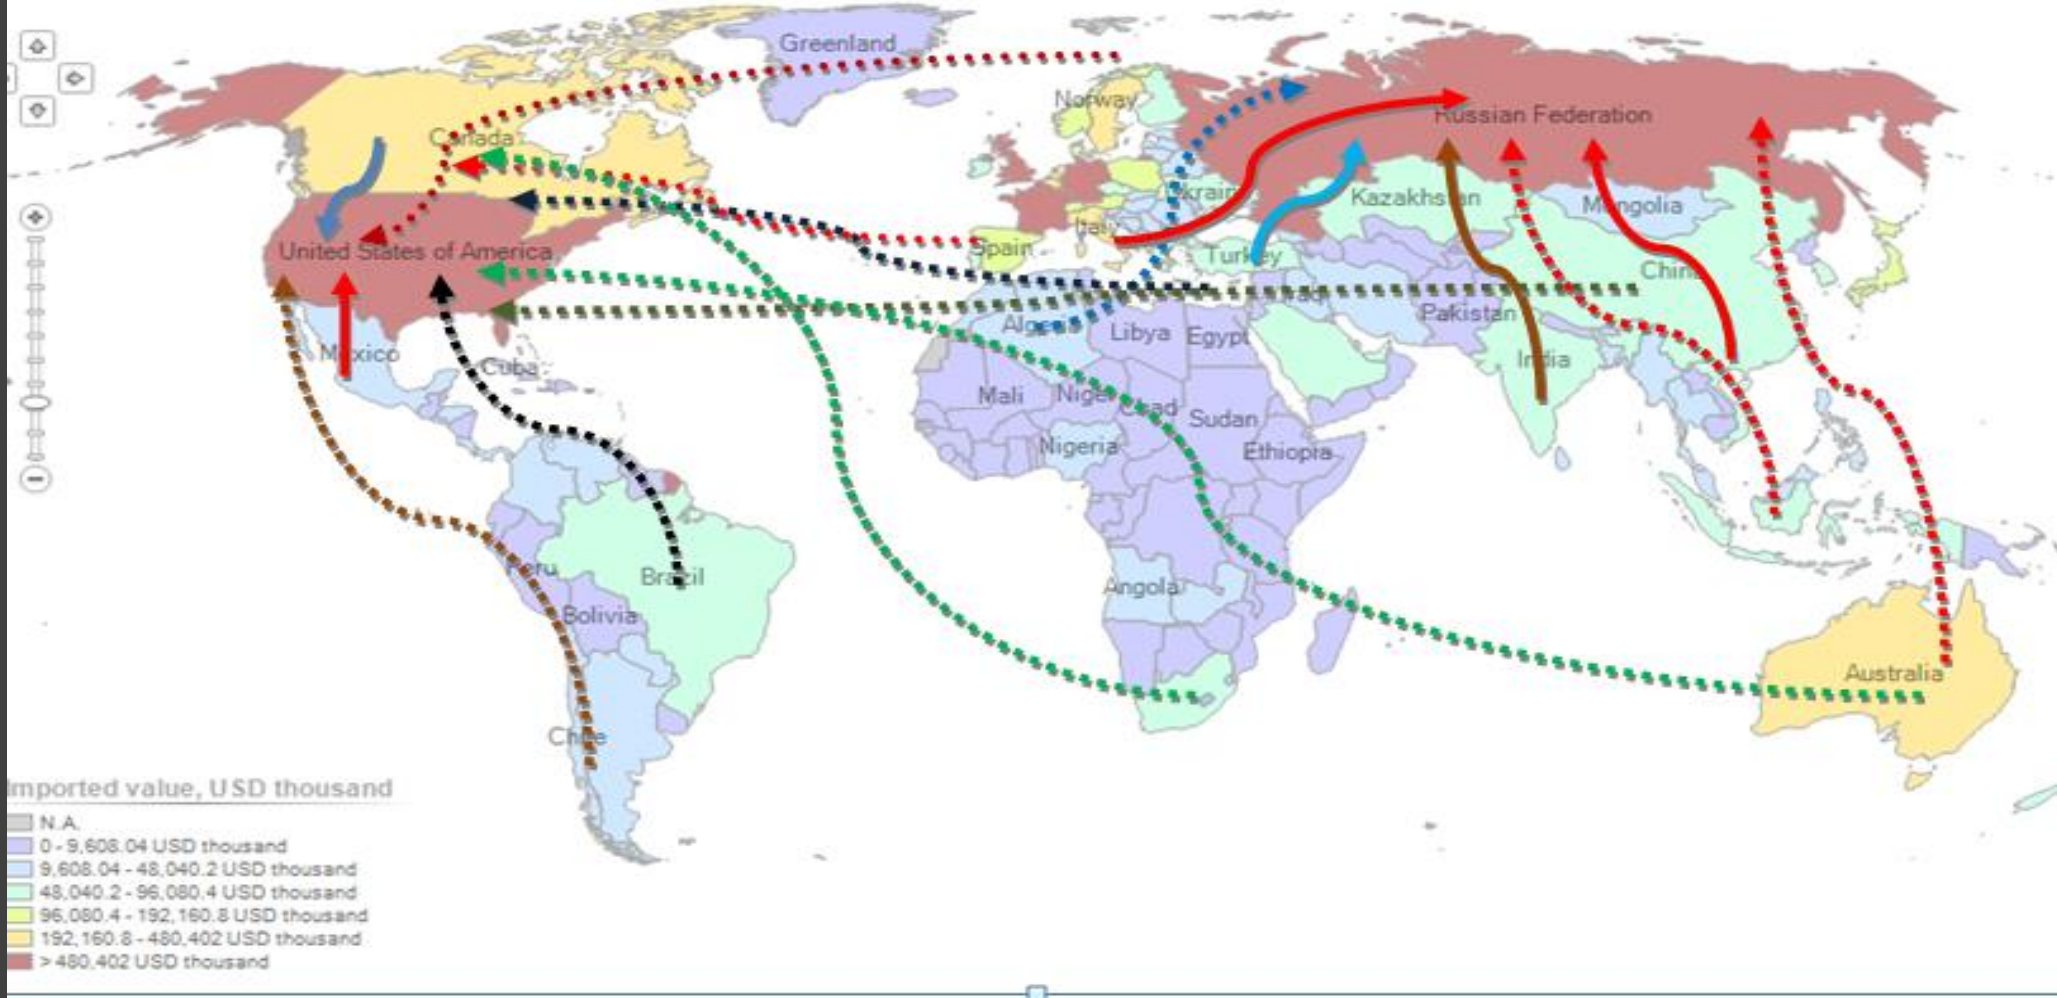 Greenland
Norway
Russian Federation
Canada
Ukrain
Kazakhstan
Mongolia
Italy
Spain
Turkey
United States of America
China
Iraq
Pakistan
Algeria
Libya
Egypt
Mexico
Cuba
India
Mali
Niger
Chad
Sudan
Nigeria
Ethiopia
Angola
Peru
Brazil
Bolivia
Australia
Chile
Imported value, USD thousand
N.A.
0 - 9,608.04 USD thousand
9,608.04 - 48,040.2 USD thousand
48,040.2 - 96,080.4 USD thousand
96,080.4 - 192,160.8 USD thousand
192,160.8 - 480,402 USD thousand
> 480,402 USD thousand